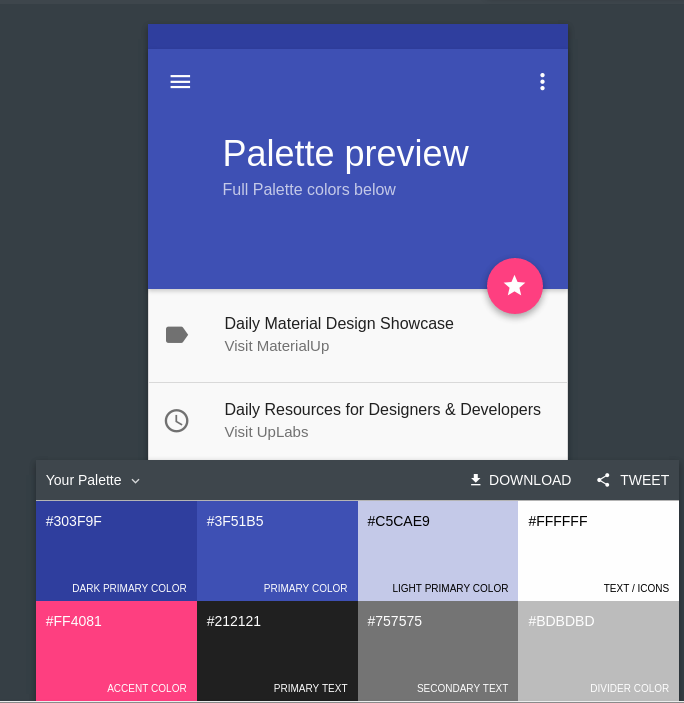 Palette preview
Full Palette colors below
Daily Material Design Showcase
Visit MaterialUp
Daily Resources for Designers & Developers
Visit UpLabs
Your Palette DOWNLOAD TWEET
#303F9F #3F51B5 #C5CAE9 #FFFFFF
DARK PRIMARY COLOR PRIMARY COLOR LIGHT PRIMARY COLOR TEXT / ICONS
#FF4081 #212121 #757575 #BDBDBD
ACCENT COLOR PRIMARY TEXT SECONDARY TEXT DIVIDER COLOR